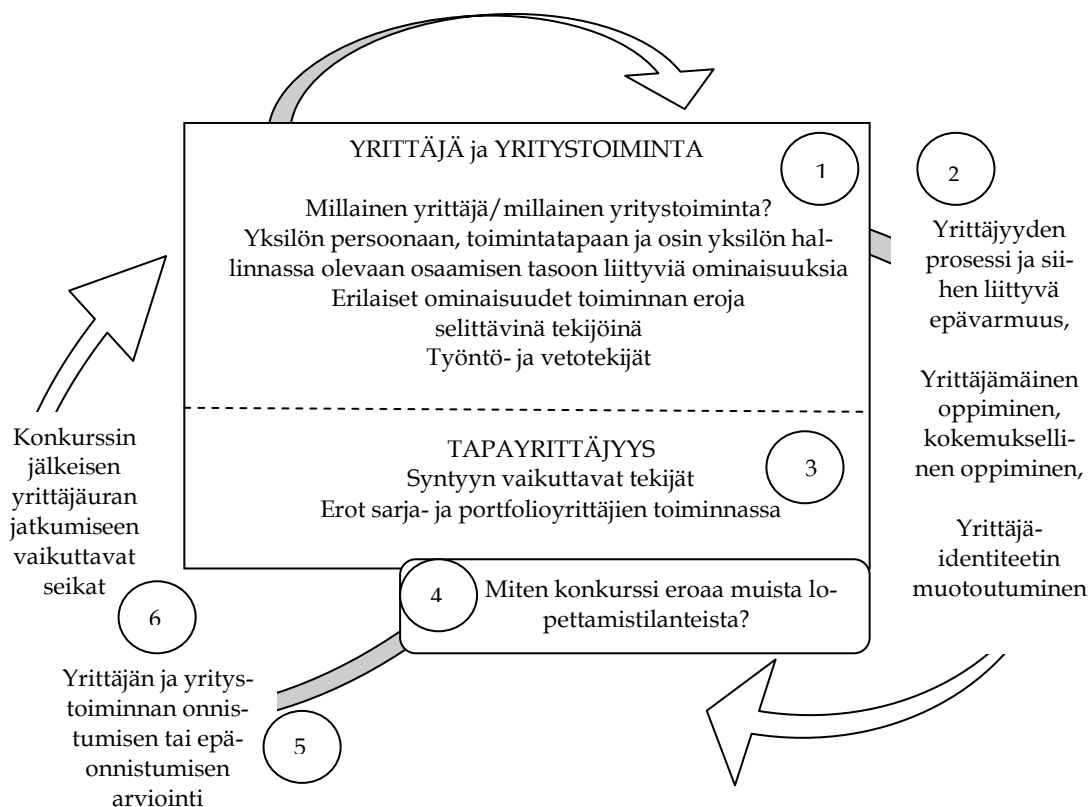 YRITTÄJÄ ja YRITYSTOIMINTA
1
Millainen yrittäjä/millainen yritystoiminta?
Yksilön persoonaan, toimintatapaan ja osin yksilön hal-
linnassa olevaan osaamisen tasoon liittyviä ominaisuuksia
Erilaiset ominaisuudet toiminnan eroja
selittävinä tekijöinä
Työntö- ja vetotekijät
2
Yrittäjyyden
prosessi ja sii-
hen liittyvä
epävarmuus,
Yrittäjämäinen
oppiminen,
kokemukselli-
nen oppiminen,
Yrittäjä-
identiteetin
muotoutuminen
TAPAYRITTÄJYYS
3
Syntyyn vaikuttavat tekijät
Erot sarja- ja portfolioyrittäjien toiminnassa
4
Miten konkurssi eroaa muista lo-
pettamistilanteista?
5
Yrittäjän ja yritys-
toiminnan onnis-
tumisen tai epä-
onnistumisen
arviointi
6
Konkurssin
jälkeisen
yrittäjäuran
jatkumiseen
vaikuttavat
seikat